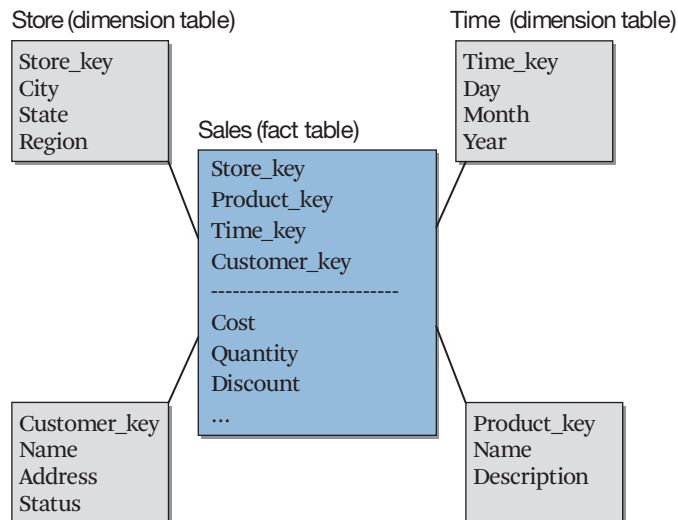 Store (dimension table)
Store_key
City
State
Region
Time (dimension table)
Time_key
Day
Month
Year
Sales (fact table)
Store_key
Product_key
Time_key
Customer_key
--------------------------
Cost
Quantity
Discount
...
Customer_key
Name
Address
Status
Product_key
Name
Description